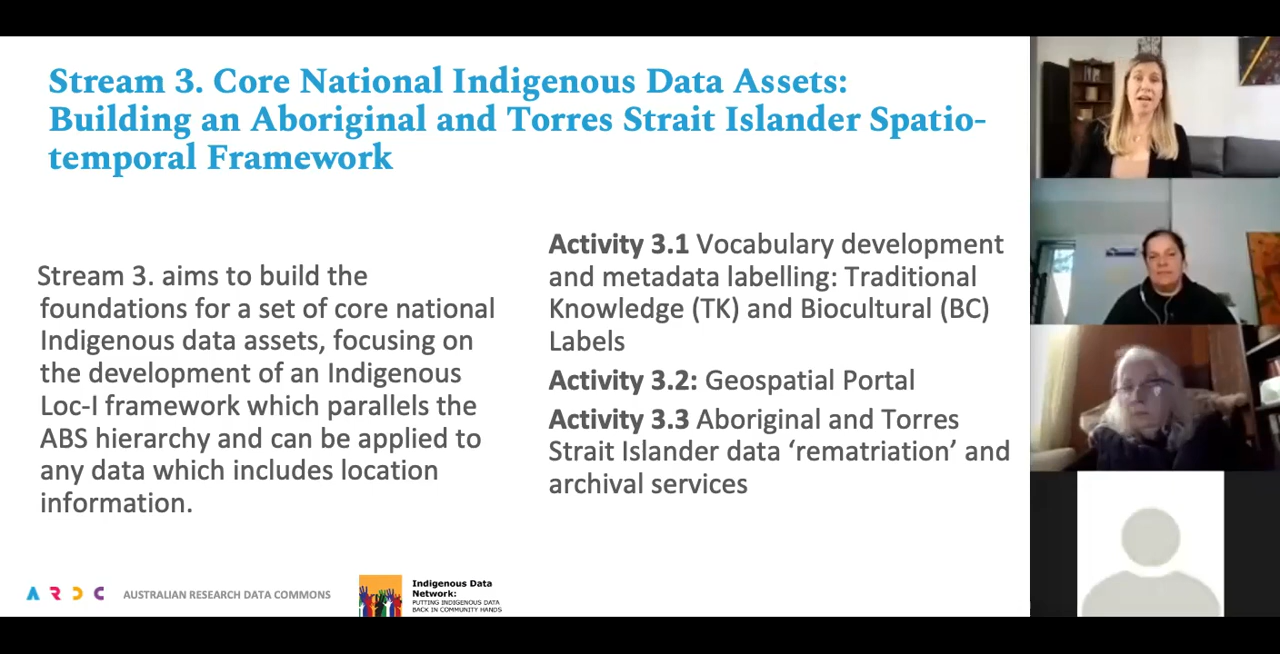 Stream 3. Core National Indigenous Data Assets:
Building an Aboriginal and Torres Strait Islander Spatio-
temporal Framework
Stream 3. aims to build the
foundations for a set of core national
Indigenous data assets, focusing on
the development of an Indigenous
Loc-I framework which parallels the
ABS hierarchy and can be applied to
any data which includes location
information.
Activity 3.1 Vocabulary development
and metadata labelling: Traditional
Knowledge (TK) and Biocultural (BC)
Labels
Activity 3.2: Geospatial Portal
Activity 3.3 Aboriginal and Torres
Strait Islander data ‘rematriation’ and
archival services
ARDC AUSTRALIAN RESEARCH DATA COMMONS
Indigenous Data
Network:
PUTTING INDIGENOUS DATA
BACK IN COMMUNITY HANDS